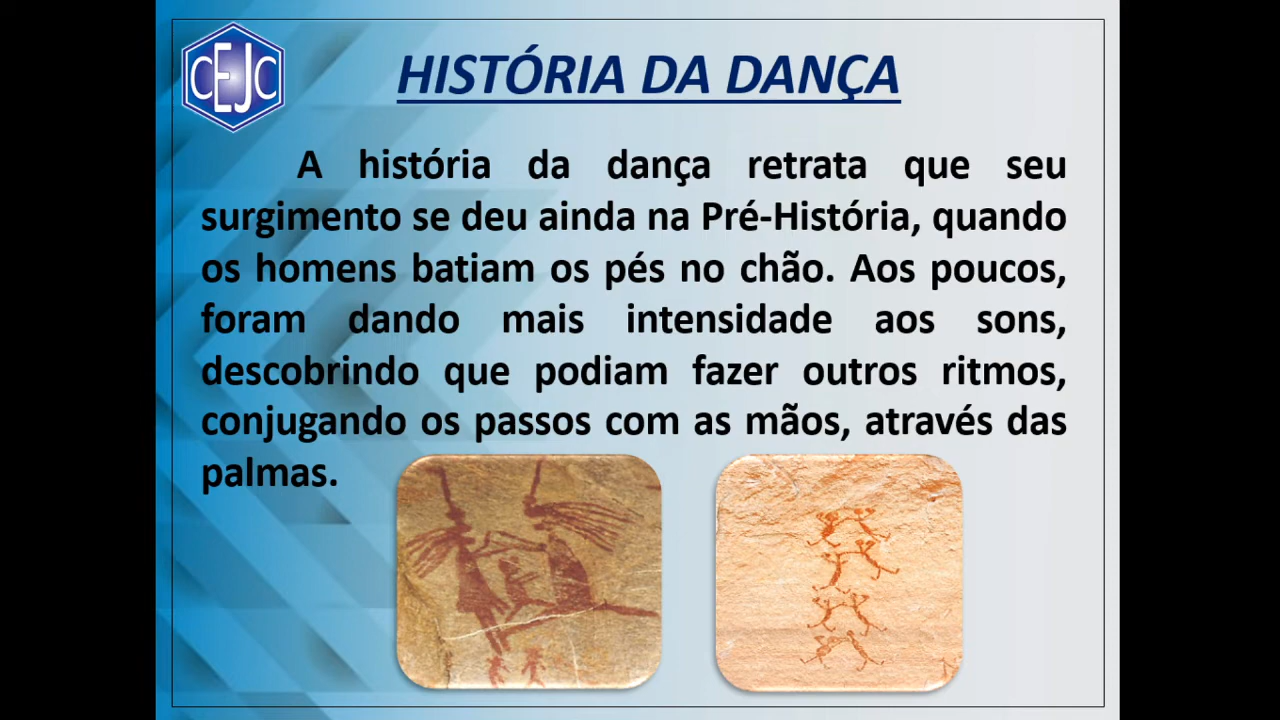 CEJC
HISTÓRIA DA DANÇA
A história da dança retrata que seu
surgimento se deu ainda na Pré-História, quando
os homens batiam os pés no chão. Aos poucos,
foram dando mais intensidade aos sons,
descobrindo que podiam fazer outros ritmos,
conjugando os passos com as mãos, através das
palmas.